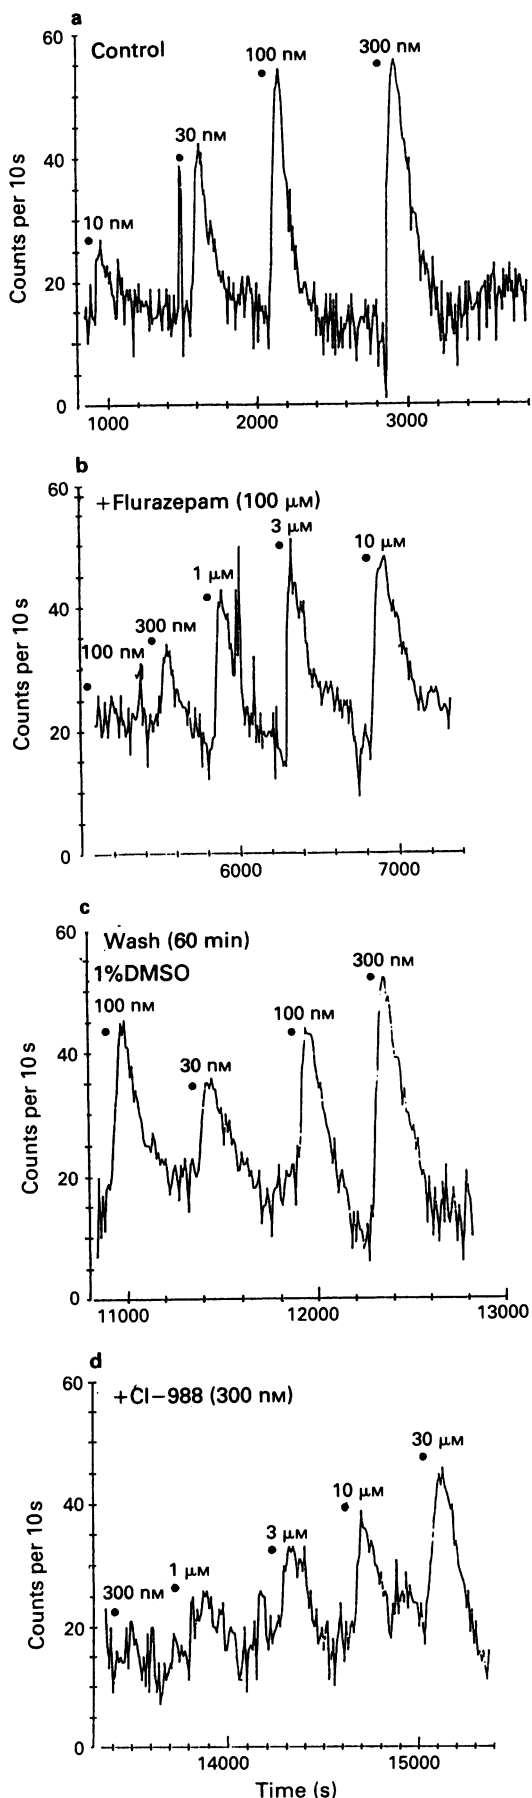 a
60
Control
100 nM
300 nM
40
30 nM
10 nM
20
0
1000
2000
3000
Counts per 10 s
b
60
+Flurazepam (100 μM)
3 μM
10 μM
1 μM
40
300 nM
100 nM
20
0
6000
7000
Counts per 10 s
c
60
Wash (60 min)
1%DMSO
300 nM
100 nM
100 nM
30 nM
40
20
0
11000
12000
13000
Counts per 10 s
d
60
+CI–988 (300 nM)
30 μM
10 μM
40
3 μM
1 μM
300 nM
20
0
14000
15000
Counts per 10 s
Time (s)